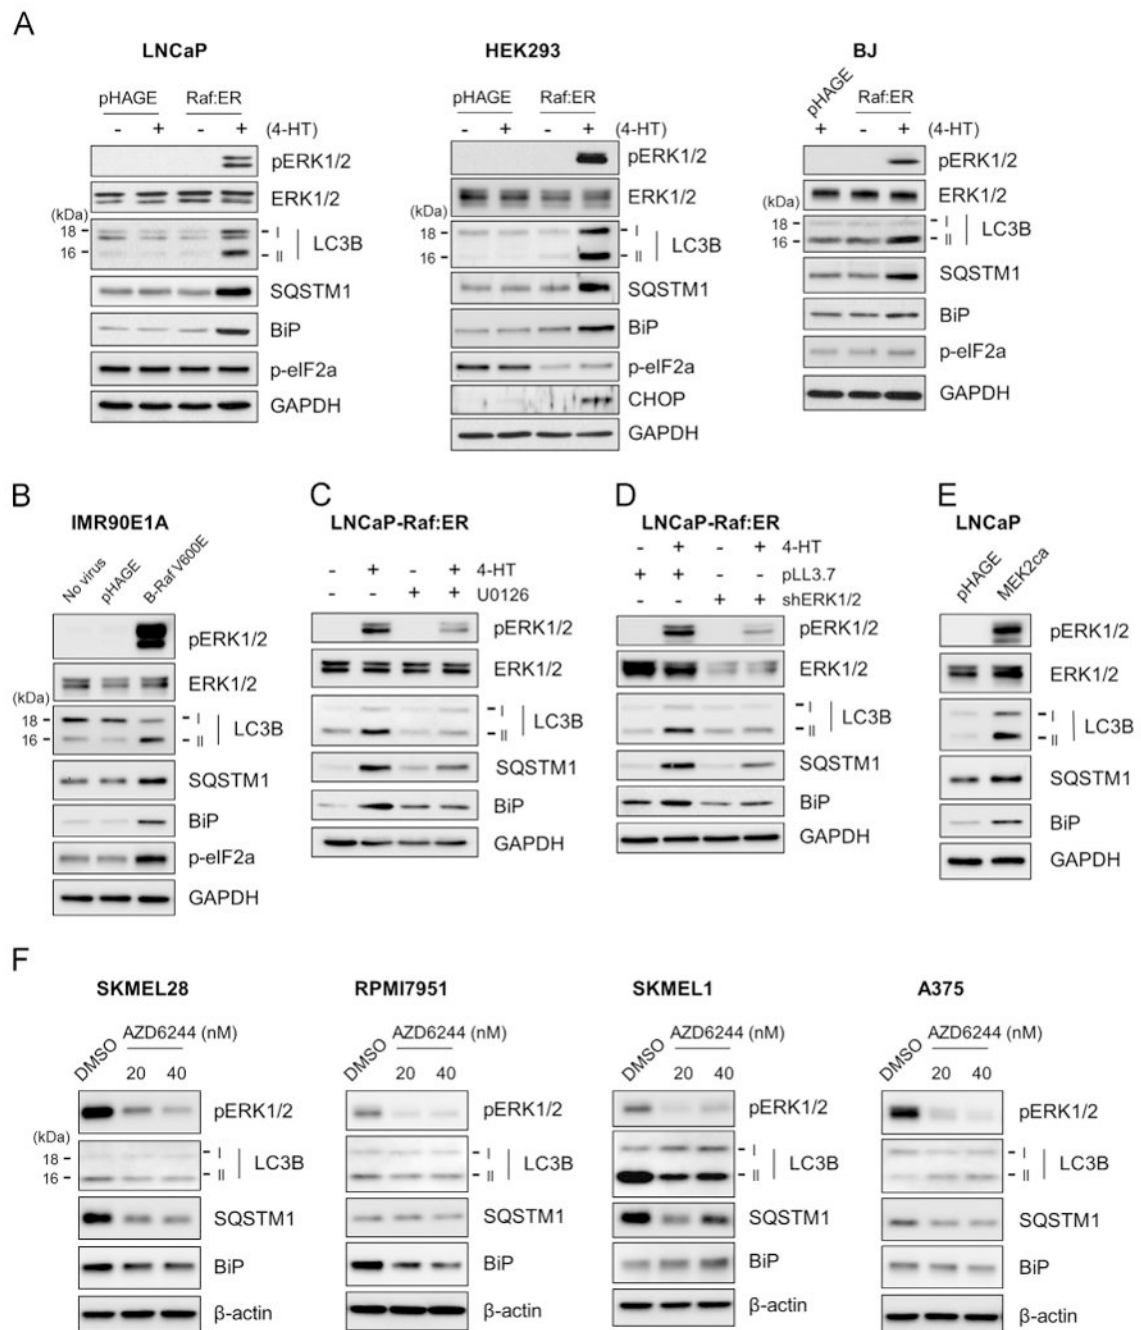 A
LNCaP HEK293 BJ
pHAGE Raf:ER pHAGE Raf:ER pHAGE Raf:ER
- + - + (4-HT) - + - + (4-HT) + - + (4-HT)
pERK1/2 pERK1/2 pERK1/2
ERK1/2 ERK1/2 ERK1/2
(kDa) (kDa) (kDa)
18 I LC3B 18 I LC3B 18 I LC3B
16 II 16 II 16 II
SQSTM1 SQSTM1 SQSTM1
BiP BiP BiP
p-eIF2a p-eIF2a p-eIF2a
GAPDH CHOP GAPDH
GAPDH
B
IMR90E1A
No virus pHAGE B-Raf V600E
pERK1/2
ERK1/2
(kDa)
18 I LC3B
16 II
SQSTM1
BiP
p-eIF2a
GAPDH
C
LNCaP-Raf:ER
- + - + 4-HT
- - + + U0126
pERK1/2
ERK1/2
I LC3B
II
SQSTM1
BiP
GAPDH
D
LNCaP-Raf:ER
- + - + 4-HT
+ + - - pLL3.7
- - + + shERK1/2
pERK1/2
ERK1/2
I LC3B
II
SQSTM1
BiP
GAPDH
E
LNCaP
pHAGE MEK2ca
pERK1/2
ERK1/2
I LC3B
II
SQSTM1
BiP
GAPDH
F
SKMEL28 RPMI7951 SKMEL1 A375
DMSO AZD6244 (nM) DMSO AZD6244 (nM) DMSO AZD6244 (nM) DMSO AZD6244 (nM)
20 40 20 40 20 40 20 40
pERK1/2 pERK1/2 pERK1/2 pERK1/2
(kDa)
18 I LC3B I LC3B I LC3B I LC3B
16 II II II II
SQSTM1 SQSTM1 SQSTM1 SQSTM1
BiP BiP BiP BiP
β-actin β-actin β-actin β-actin